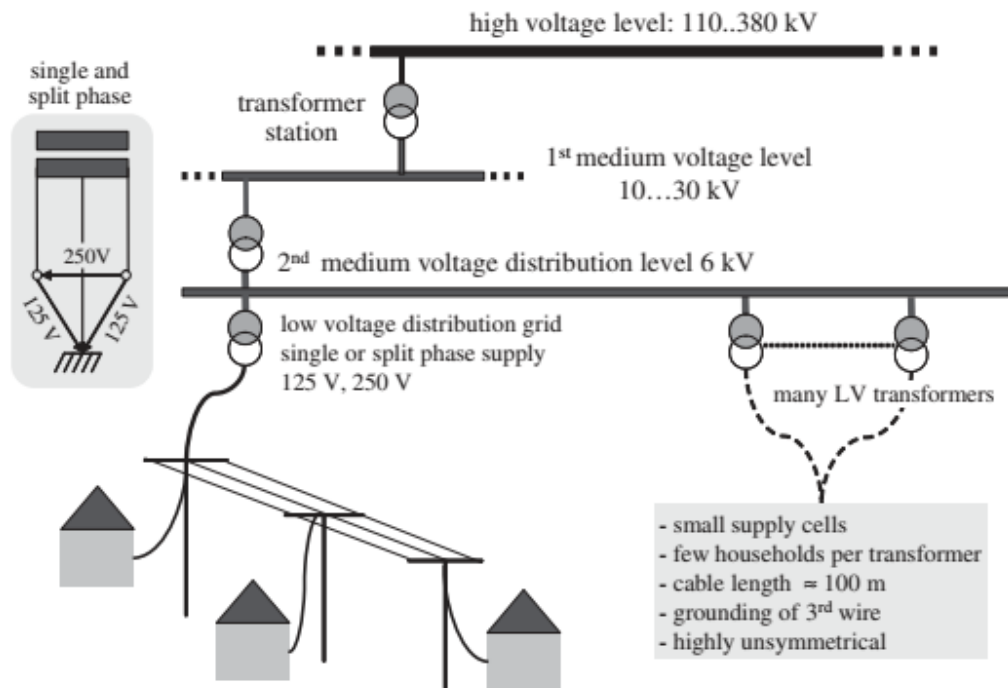 high voltage level: 110..380 kV
single and
split phase
transformer
station
1st medium voltage level
10…30 kV
250V
125 V
125 V
2nd medium voltage distribution level 6 kV
low voltage distribution grid
single or split phase supply
125 V, 250 V
many LV transformers
- small supply cells
- few households per transformer
- cable length ≈ 100 m
- grounding of 3rd wire
- highly unsymmetrical